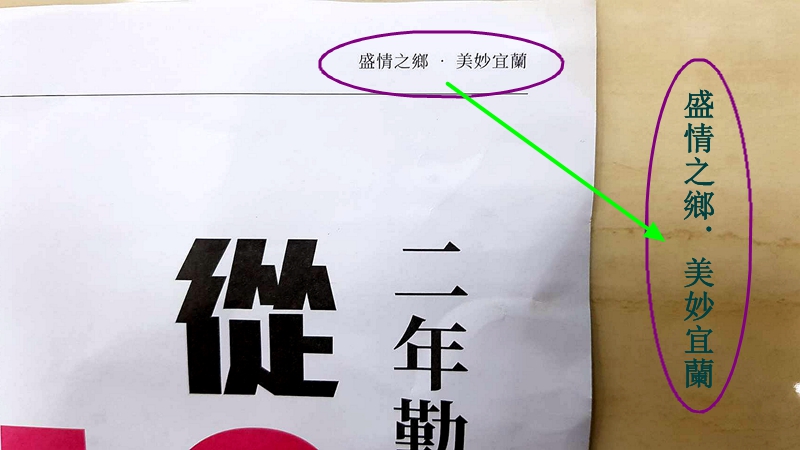 盛情之鄉 · 美妙宜蘭
盛情之鄉 · 美妙宜蘭
二年勤
從